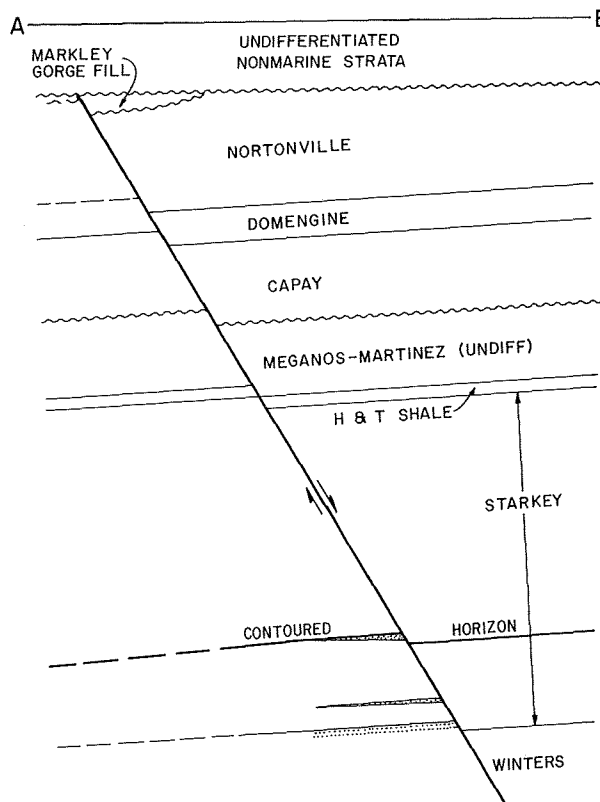 A
B
UNDIFFERENTIATED
NONMARINE STRATA
MARKLEY
GORGE FILL
NORTONVILLE
DOMENGINE
CAPAY
MEGANOS-MARTINEZ (UNDIFF)
H & T SHALE
STARKEY
CONTOURED HORIZON
WINTERS